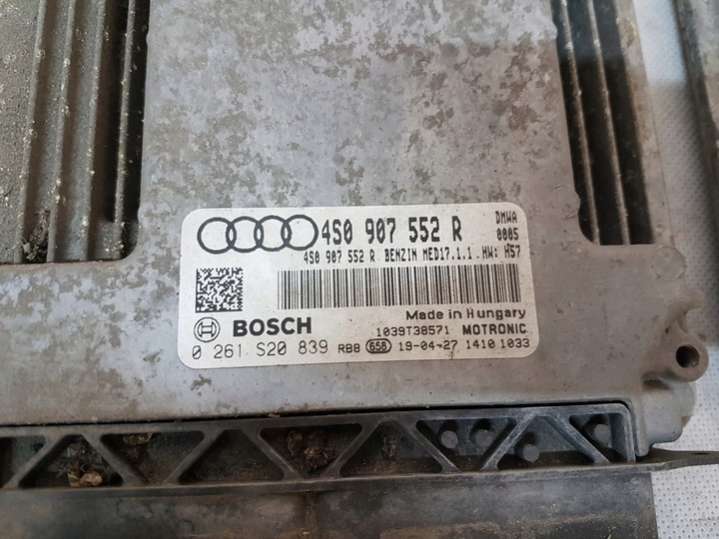 4S0 907 552 R DMWA 0005
4S0 907 552 R BENZIN MED17.1.1 HW: H57
Made in Hungary
BOSCH 1039T38571 MOTRONIC
0 261 S20 839 RB8 658 19-04-27 1410 1033